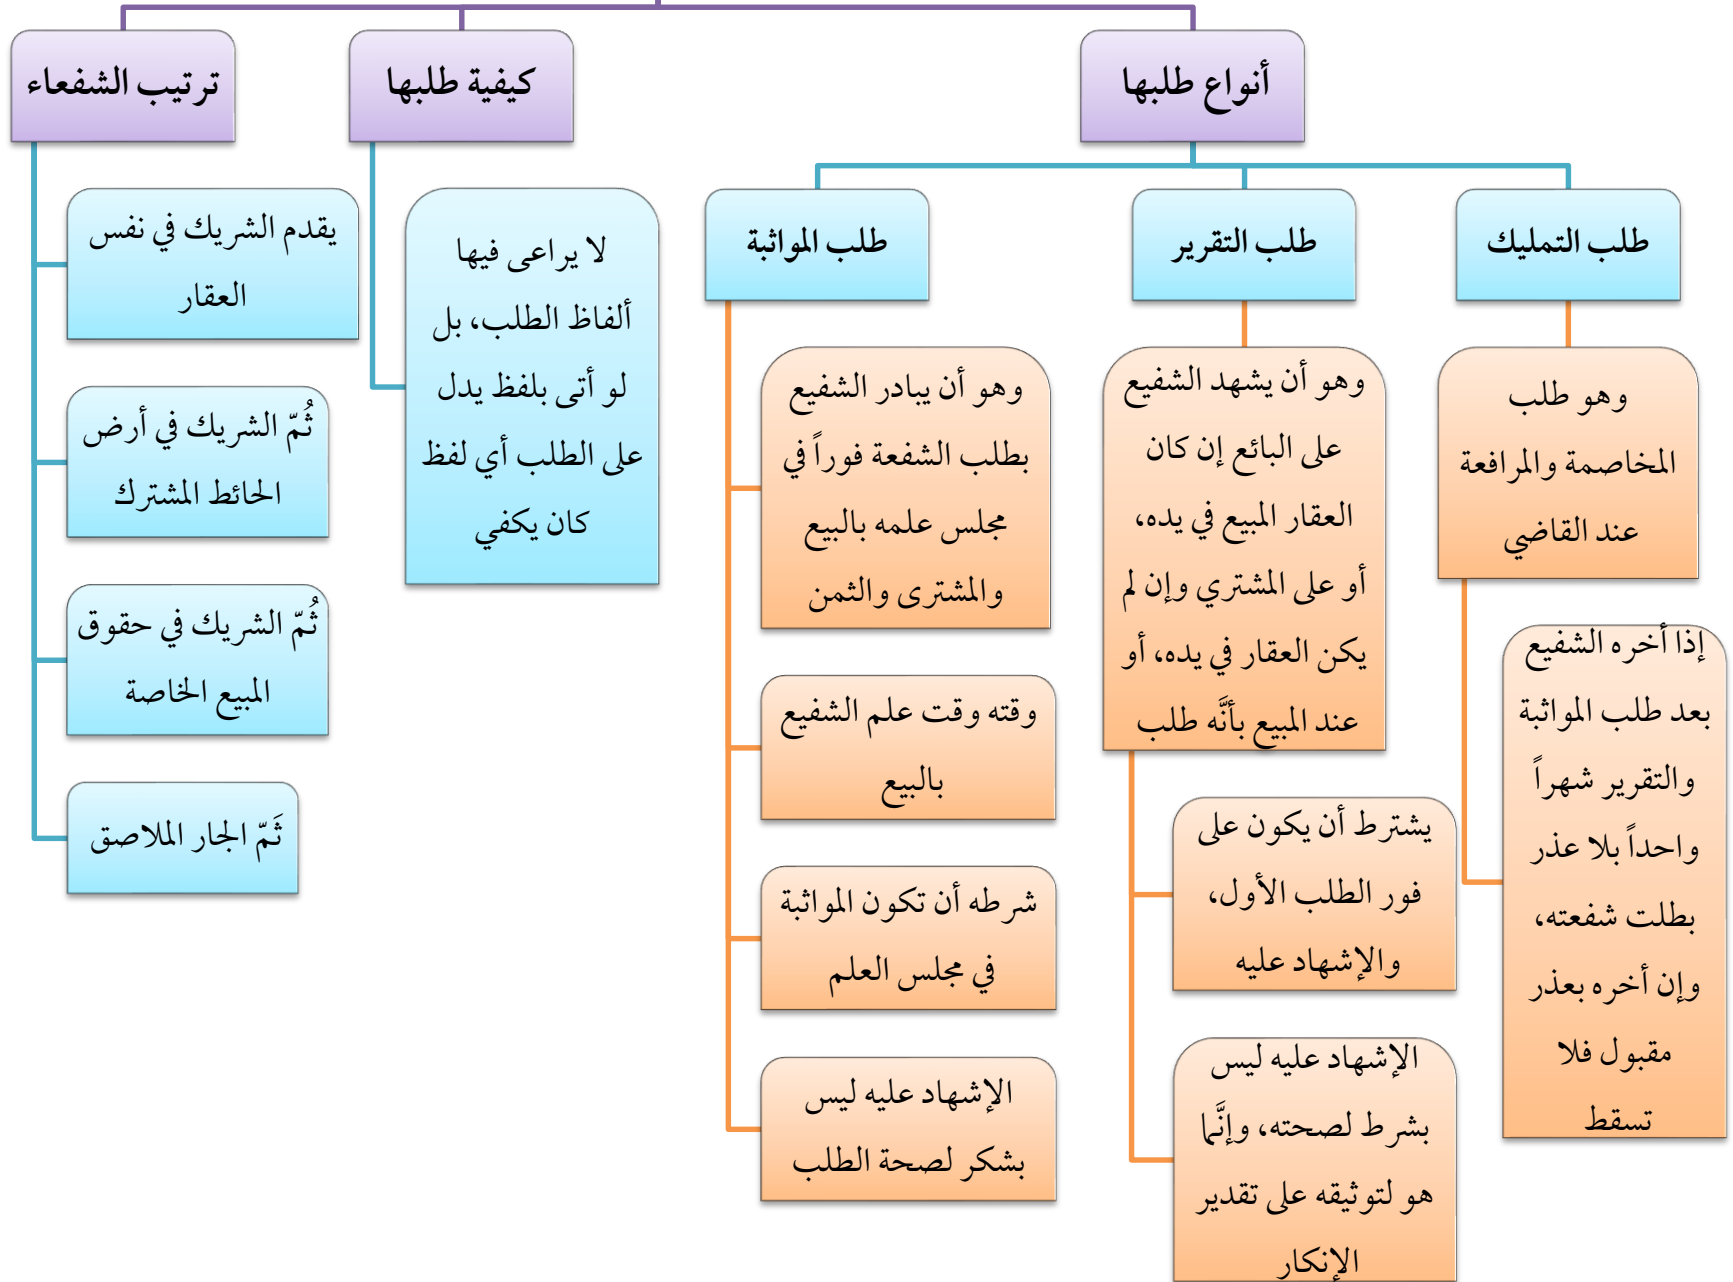 أنواع طلبها
كيفية طلبها
ترتيب الشفعاء
طلب التمليك
طلب التقرير
طلب المواثبة
وهو طلب
المخاصمة والمرافعة
عند القاضي
إذا أخره الشفيع
بعد طلب المواثبة
والتقرير شهراً
واحداً بلا عذر
بطلت شفعته،
وإن أخره بعذر
مقبول فلا
تسقط
وهو أن يشهد الشفيع
على البائع إن كان
العقار المبيع في يده،
أو على المشتري وإن لم
يكن العقار في يده، أو
عند المبيع بأنَّه طلب
يشترط أن يكون على
فور الطلب الأول،
والإشهاد عليه
الإشهاد عليه ليس
بشرط لصحته، وإنَّما
هو لتوثيقه على تقدير
الإنكار
وهو أن يبادر الشفيع
بطلب الشفعة فوراً في
مجلس علمه بالبيع
والمشترى والثمن
وقته وقت علم الشفيع
بالبيع
شرطه أن تكون المواثبة
في مجلس العلم
الإشهاد عليه ليس
بشكر لصحة الطلب
لا يراعى فيها
ألفاظ الطلب، بل
لو أتى بلفظ يدل
على الطلب أي لفظ
كان يكفي
يقدم الشريك في نفس
العقار
ثُمّ الشريك في أرض
الحائط المشترك
ثُمّ الشريك في حقوق
المبيع الخاصة
ثَمّ الجار الملاصق